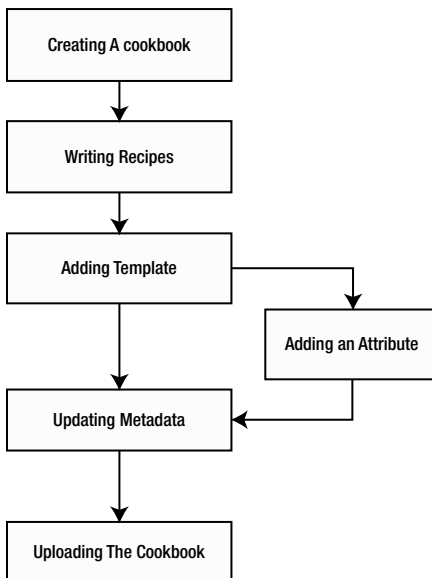 Creating A cookbook
Writing Recipes
Adding Template
Adding an Attribute
Updating Metadata
Uploading The Cookbook